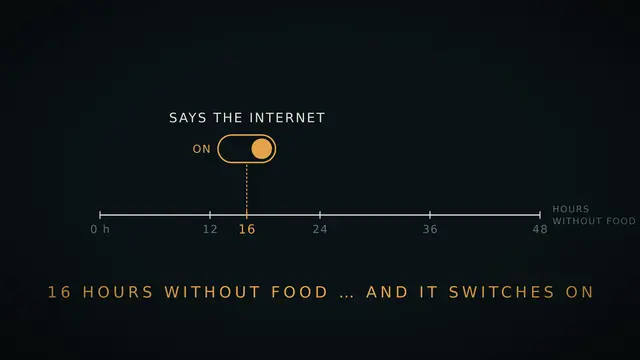 SAYS THE INTERNET
ON
HOURS
WITHOUT FOOD
0 h 12 16 24 36 48
16 HOURS WITHOUT FOOD … AND IT SWITCHES ON